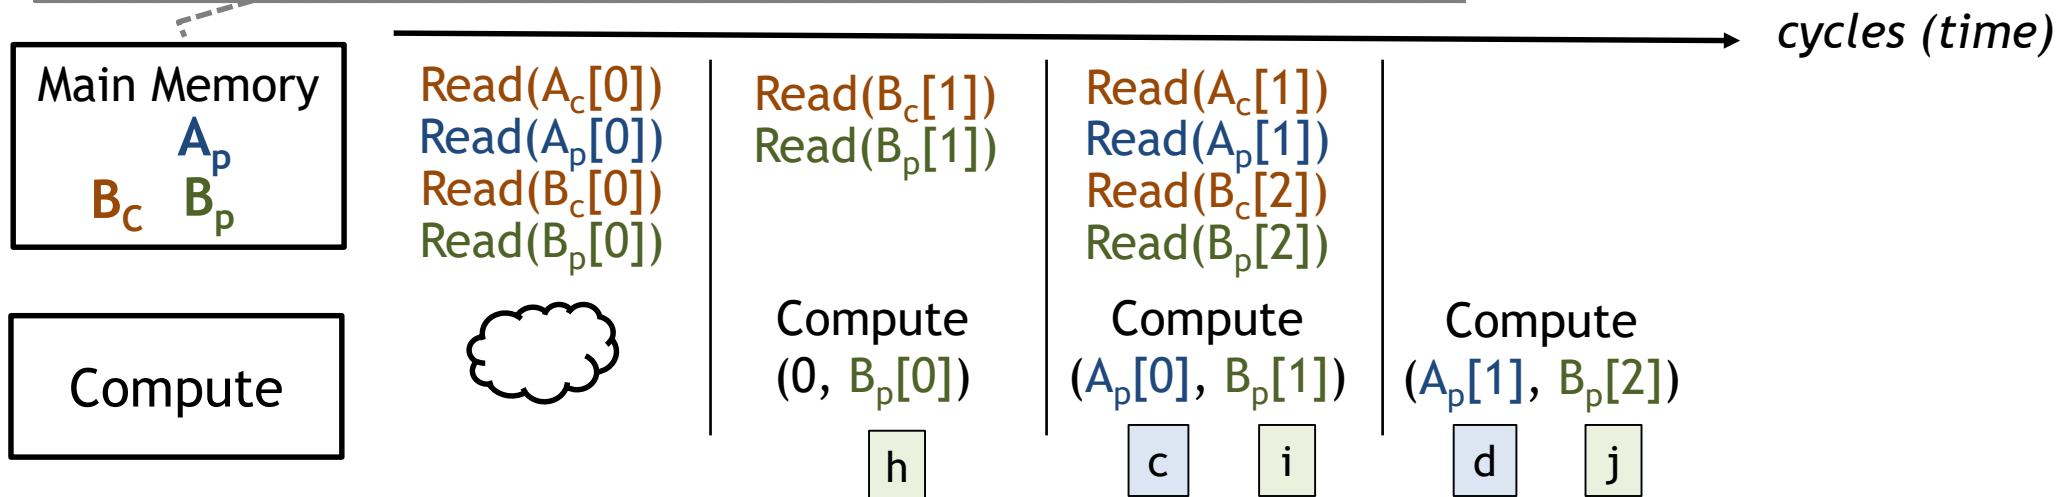 cycles (time)
Main Memory
Ap
BC Bp
Read(Ac[0])
Read(Ap[0])
Read(Bc[0])
Read(Bp[0])
Read(Bc[1])
Read(Bp[1])
Read(Ac[1])
Read(Ap[1])
Read(Bc[2])
Read(Bp[2])
Compute
Compute
(0, Bp[0])
h
Compute
(Ap[0], Bp[1])
c i
Compute
(Ap[1], Bp[2])
d j